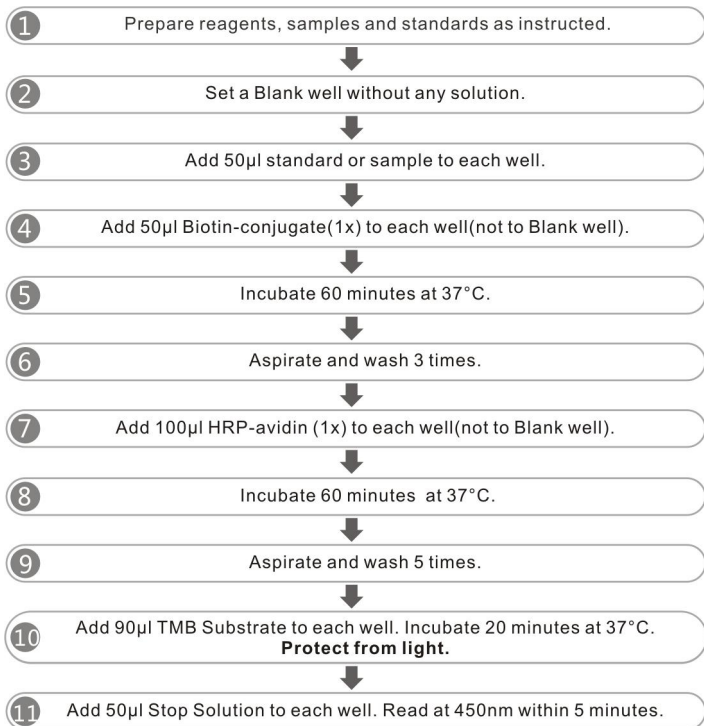 1 Prepare reagents, samples and standards as instructed.
2 Set a Blank well without any solution.
3 Add 50µl standard or sample to each well.
4 Add 50µl Biotin-conjugate(1x) to each well(not to Blank well).
5 Incubate 60 minutes at 37°C.
6 Aspirate and wash 3 times.
7 Add 100µl HRP-avidin (1x) to each well(not to Blank well).
8 Incubate 60 minutes at 37°C.
9 Aspirate and wash 5 times.
10 Add 90µl TMB Substrate to each well. Incubate 20 minutes at 37°C.
Protect from light.
11 Add 50µl Stop Solution to each well. Read at 450nm within 5 minutes.